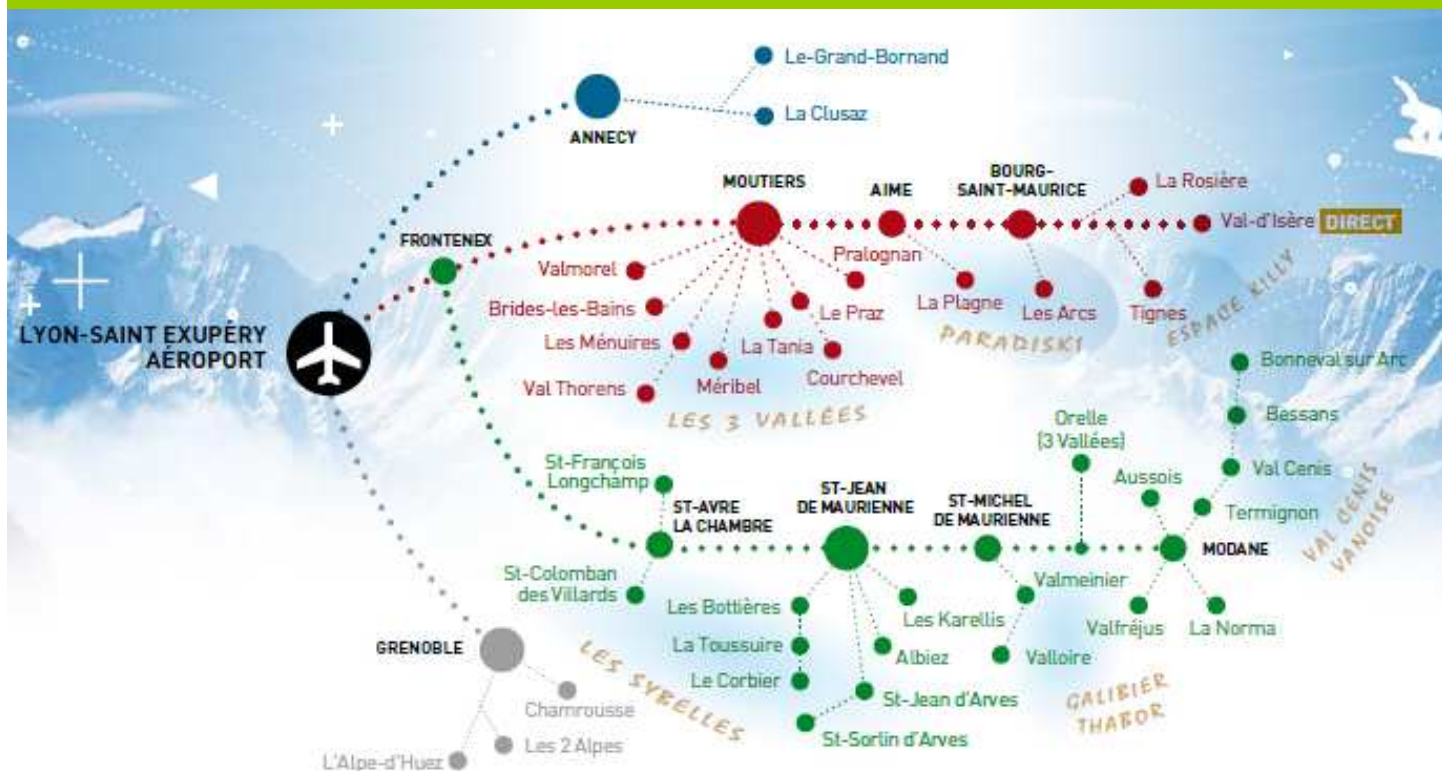 Le-Grand-Bornand
La Clusaz
ANNECY
MOUTIERS
AIME
BOURG-
SAINT-MAURICE
La Rosière
Val-d'Isère DIRECT
FRONTENEX
Valmorel
Pralognan
Brides-les-Bains
Le Praz
La Plagne
Les Arcs
Tignes
ESPACE KILLY
LYON-SAINT EXUPÉRY
AÉROPORT
Les Ménuires
La Tania
PARADISKI
Val Thorens
Méribel
Courchevel
LES 3 VALLÉES
Bonneval sur Arc
Bessans
Orelle
(3 Vallées)
Aussois
Val Cenis
Termignon
VAL CENIS
VANOISE
St-François
Longchamp
ST-AVRE
LA CHAMBRE
ST-JEAN
DE MAURIENNE
ST-MICHEL
DE MAURIENNE
MODANE
St-Colomban
des Villards
Les Bottières
Les Karellis
Valmeinier
Valfréjus
La Norma
La Toussuire
Albiez
Valloire
Le Corbier
St-Jean d'Arves
St-Sorlin d'Arves
LES SYBELLES
GALIBIER
THABOR
GRENOBLE
Chamrousse
Les 2 Alpes
L'Alpe-d'Huez